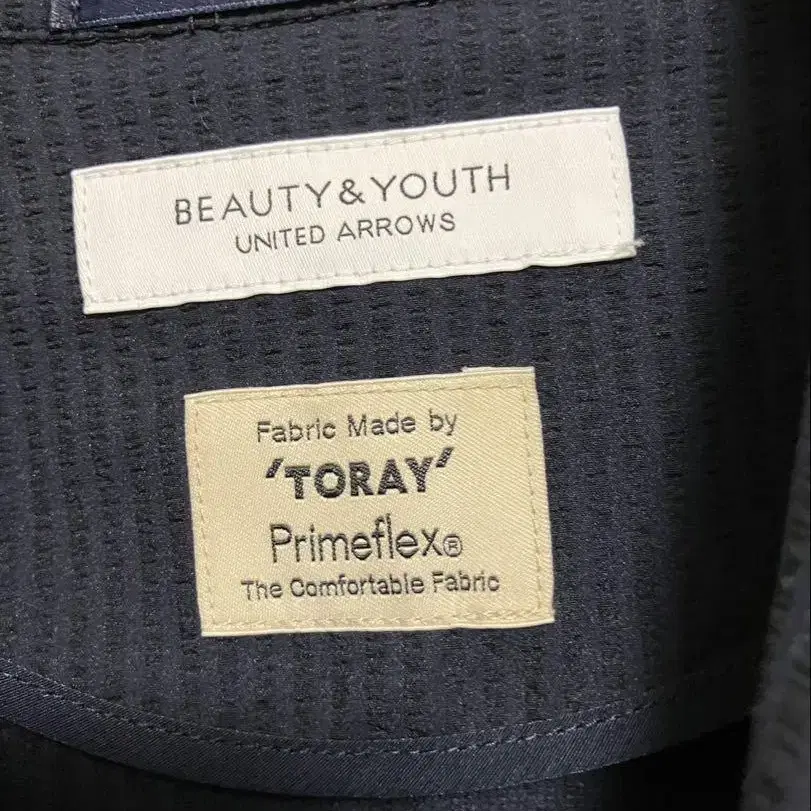 BEAUTY & YOUTH
UNITED ARROWS
Fabric Made by
'TORAY'
Primeflex®
The Comfortable Fabric